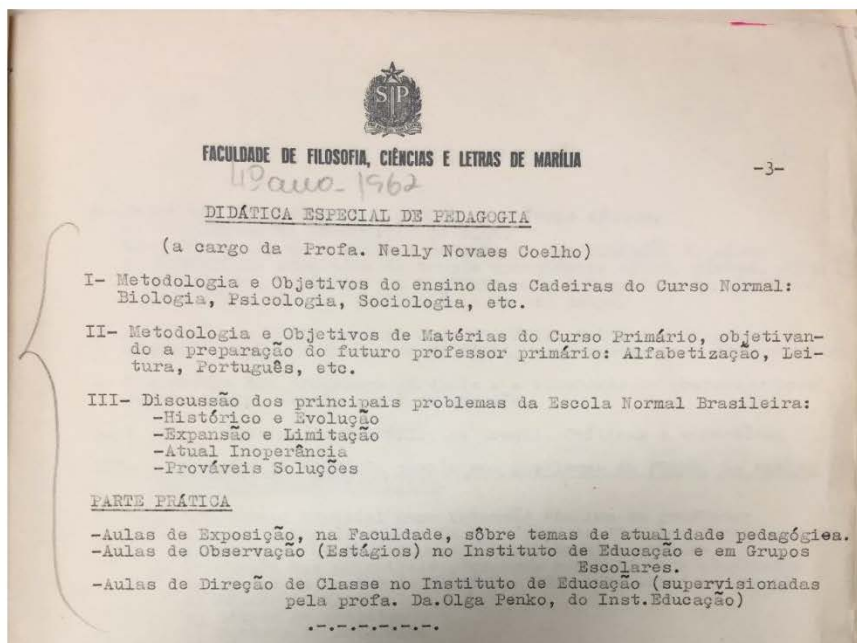 SP
FACULDADE DE FILOSOFIA, CIÊNCIAS E LETRAS DE MARÍLIA
-3-
4º ano - 1962
DIDÁTICA ESPECIAL DE PEDAGOGIA
(a cargo da Profa. Nelly Novaes Coelho)
I- Metodologia e Objetivos do ensino das Cadeiras do Curso Normal:
Biologia, Psicologia, Sociologia, etc.
II- Metodologia e Objetivos de Matérias do Curso Primário, objetivan-
do a preparação do futuro professor primário: Alfabetização, Lei-
tura, Português, etc.
III- Discussão dos principais problemas da Escola Normal Brasileira:
-Histórico e Evolução
-Expansão e Limitação
-Atual Inoperância
-Prováveis Soluções
PARTE PRÁTICA
-Aulas de Exposição, na Faculdade, sôbre temas de atualidade pedagógica.
-Aulas de Observação (Estágios) no Instituto de Educação e em Grupos
Escolares.
-Aulas de Direção de Classe no Instituto de Educação (supervisionadas
pela profa. Da.Olga Penko, do Inst.Educação)
.-.-.-.-.-.-.